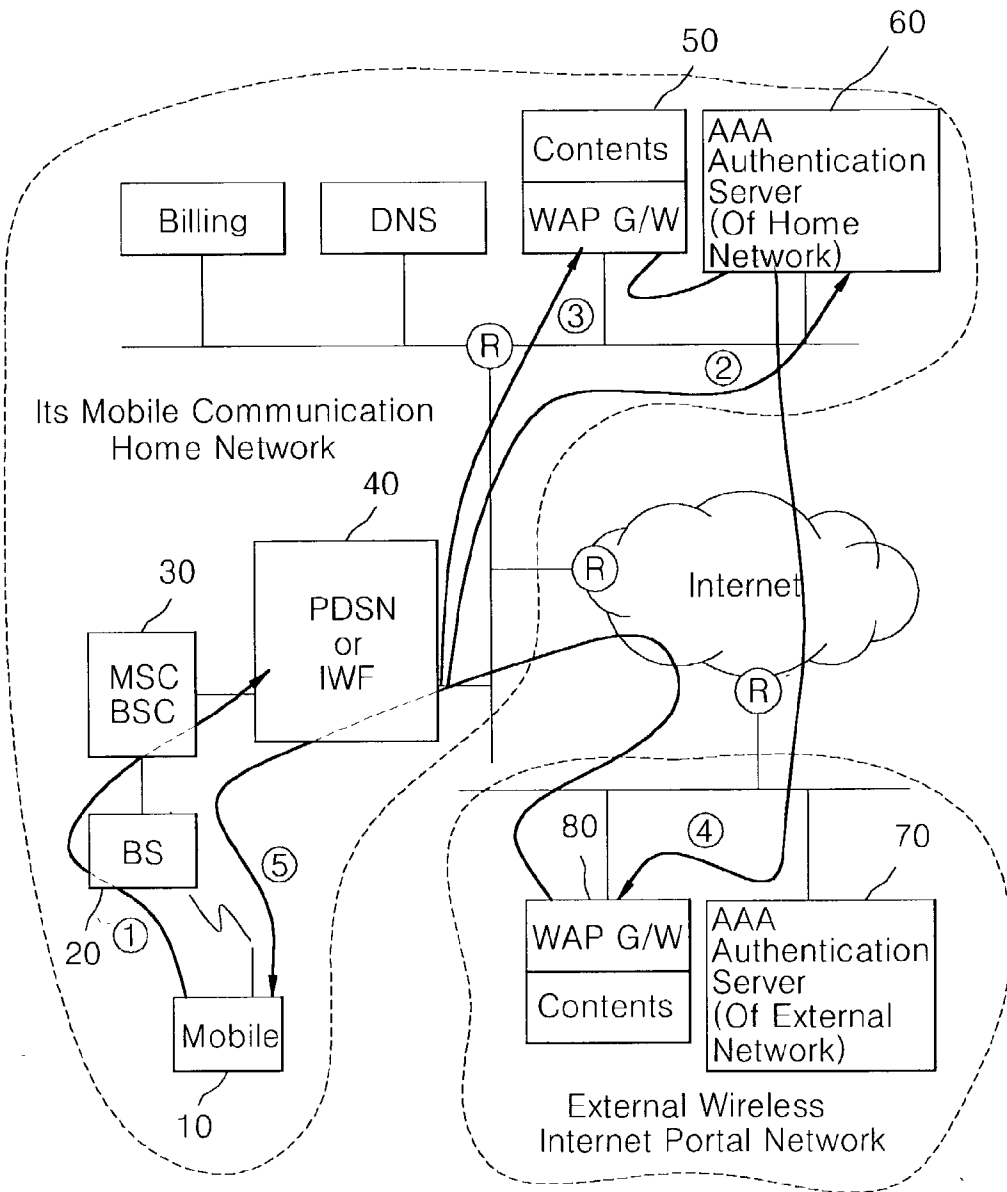 50
60
Contents
WAP G/W
AAA
Authentication
Server
(Of Home
Network)
Billing
DNS
③
R
②
Its Mobile Communication
Home Network
40
30
PDSN
or
IWF
MSC
BSC
R
Internet
R
BS
⑤
20
①
80
④
70
WAP G/W
Contents
AAA
Authentication
Server
(Of External
Network)
Mobile
10
External Wireless
Internet Portal Network